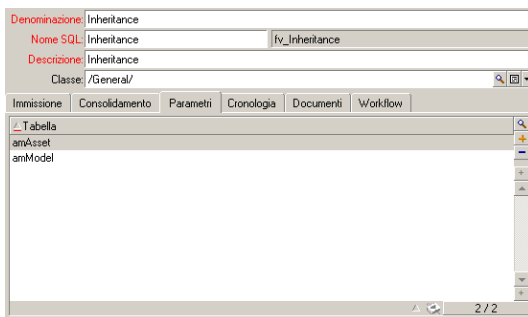 Denominazione: Inheritance
Nome SQL: Inheritance fv_Inheritance
Descrizione: Inheritance
Classe: /General/
Immissione Consolidamento Parametri Cronologia Documenti Workflow
Tabella
amAsset
amModel
2/2